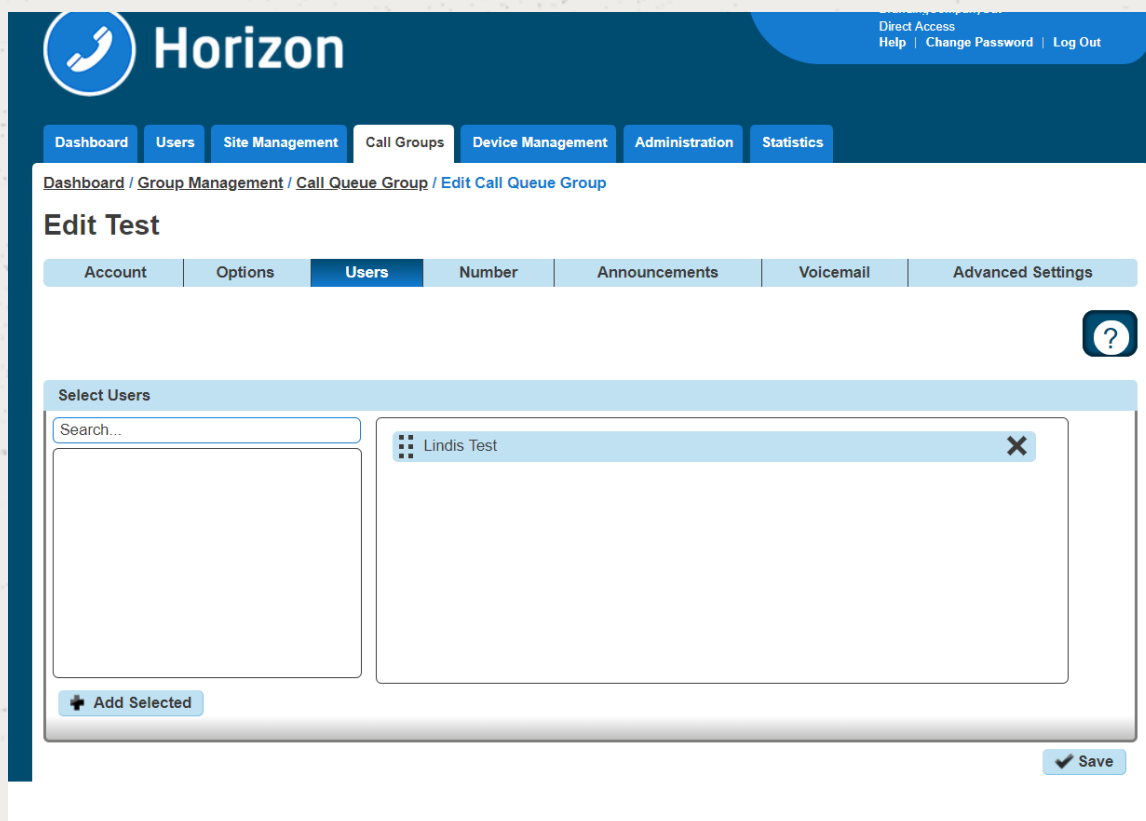 Direct Access
Help | Change Password | Log Out
Horizon
Dashboard Users Site Management Call Groups Device Management Administration Statistics
Dashboard / Group Management / Call Queue Group / Edit Call Queue Group
Edit Test
Account Options Users Number Announcements Voicemail Advanced Settings
?
Select Users
Search...
Lindis Test
Add Selected
Save